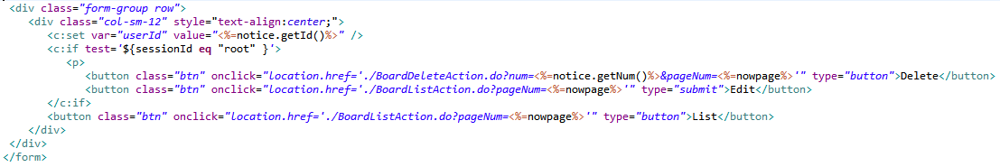 <div class="form-group row">
<div class="col-sm-12" style="text-align:center;">
<c:set var="userId" value="<%=notice.getId()%>" />
<c:if test='${sessionId eq "root" }'>
<p>
<button class="btn" onclick="location.href='./BoardDeleteAction.do?num=<%=notice.getNum()%>&pageNum=<%=nowpage%>'" type="button">Delete</button>
<button class="btn" onclick="location.href='./BoardListAction.do?pageNum=<%=nowpage%>'" type="submit">Edit</button>
</c:if>
<button class="btn" onclick="location.href='./BoardListAction.do?pageNum=<%=nowpage%>'" type="button">List</button>
</div>
</div>
</form>